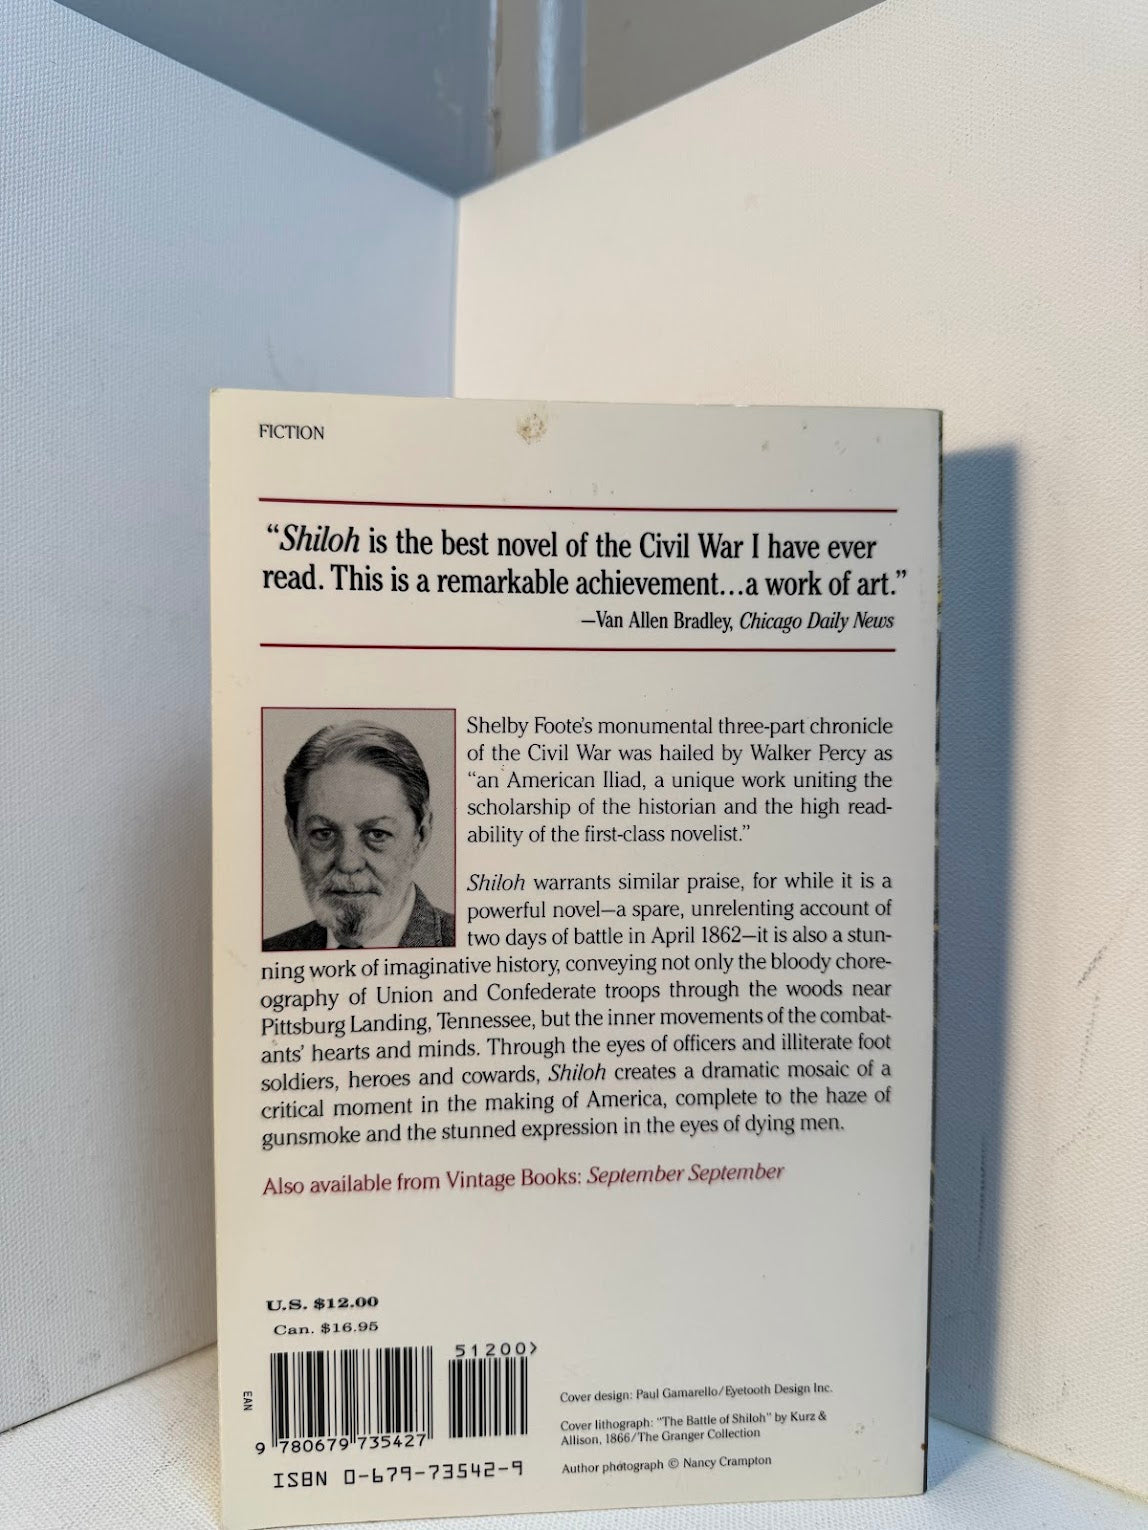 FICTION
“Shiloh is the best novel of the Civil War I have ever
read. This is a remarkable achievement...a work of art.”
—Van Allen Bradley, Chicago Daily News
Shelby Foote’s monumental three-part chronicle
of the Civil War was hailed by Walker Percy as
“an American Iliad, a unique work uniting the
scholarship of the historian and the high read-
ability of the first-class novelist.”
Shiloh warrants similar praise, for while it is a
powerful novel—a spare, unrelenting account of
two days of battle in April 1862—it is also a stun-
ning work of imaginative history, conveying not only the bloody chore-
ography of Union and Confederate troops through the woods near
Pittsburg Landing, Tennessee, but the inner movements of the combat-
ants’ hearts and minds. Through the eyes of officers and illiterate foot
soldiers, heroes and cowards, Shiloh creates a dramatic mosaic of a
critical moment in the making of America, complete to the haze of
gunsmoke and the stunned expression in the eyes of dying men.
Also available from Vintage Books: September September
U.S. $12.00
Can. $16.95
51200>
EAN
9 780679 735427
ISBN 0-679-73542-9
Cover design: Paul Gamarello/Eyetooth Design Inc.
Cover lithograph: “The Battle of Shiloh” by Kurz &
Allison, 1866/The Granger Collection
Author photograph © Nancy Crampton